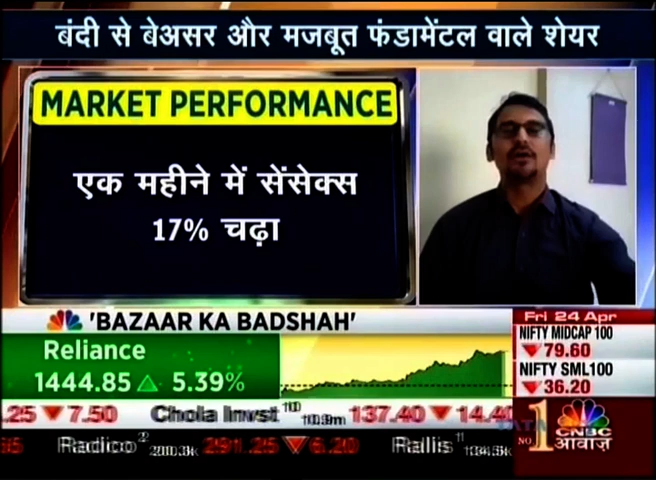 बंदी से बेअसर और मजबूत फंडामेंटल वाले शेयर
MARKET PERFORMANCE
एक महीने में सेंसेक्स
17% चढ़ा
'BAZAAR KA BADSHAH'
Reliance
1444.85 5.39%
Fri 24 Apr
NIFTY MIDCAP 100
79.60
NIFTY SML100
36.20
.25 7.50 Chola Invst 137.40 14.40
Radico 291.25 6.20 Rallis
NO. 1 CNBC
आवाज़